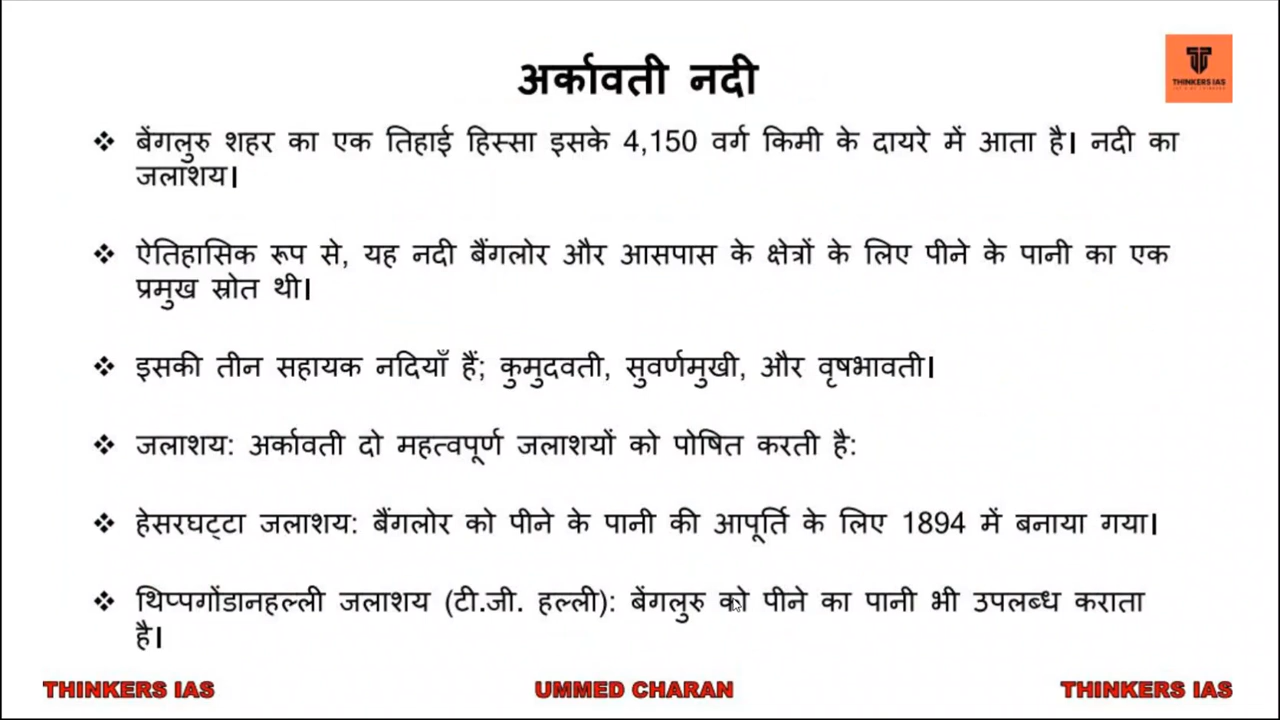 अर्कावती नदी
THINKERS IAS
❖ बेंगलुरु शहर का एक तिहाई हिस्सा इसके 4,150 वर्ग किमी के दायरे में आता है। नदी का
जलाशय।
❖ ऐतिहासिक रूप से, यह नदी बैंगलोर और आसपास के क्षेत्रों के लिए पीने के पानी का एक
प्रमुख स्रोत थी।
❖ इसकी तीन सहायक नदियाँ हैं; कुमुदवती, सुवर्णमुखी, और वृषभावती।
❖ जलाशय: अर्कावती दो महत्वपूर्ण जलाशयों को पोषित करती है:
❖ हेसरघट्टा जलाशय: बैंगलोर को पीने के पानी की आपूर्ति के लिए 1894 में बनाया गया।
❖ थिप्पगोंडानहल्ली जलाशय (टी.जी. हल्ली): बेंगलुरु को पीने का पानी भी उपलब्ध कराता
है।
THINKERS IAS UMMED CHARAN THINKERS IAS